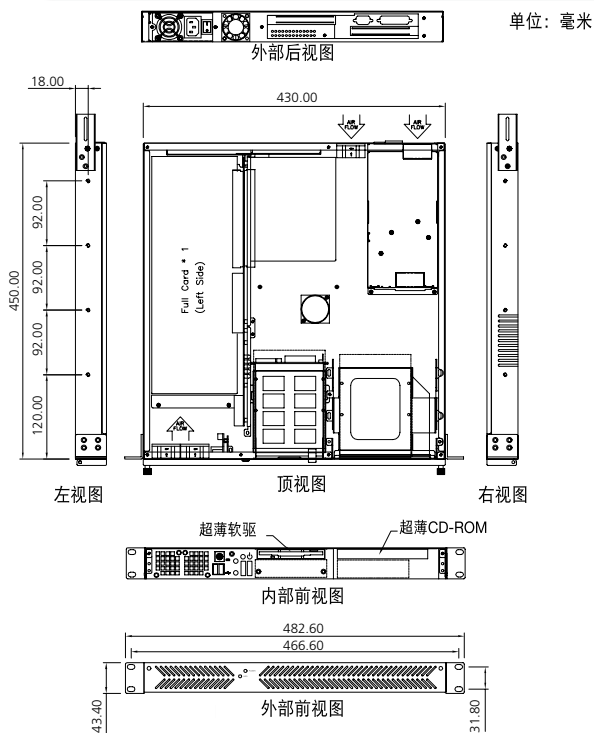 单位：毫米
外部后视图
18.00
430.00
AIR FLOW
AIR FLOW
92.00
92.00
92.00
450.00
120.00
Full Card * 1
(Left Side)
AIR FLOW
左视图
顶视图
右视图
超薄软驱
超薄CD-ROM
内部前视图
482.60
466.60
43.40
外部前视图
31.80